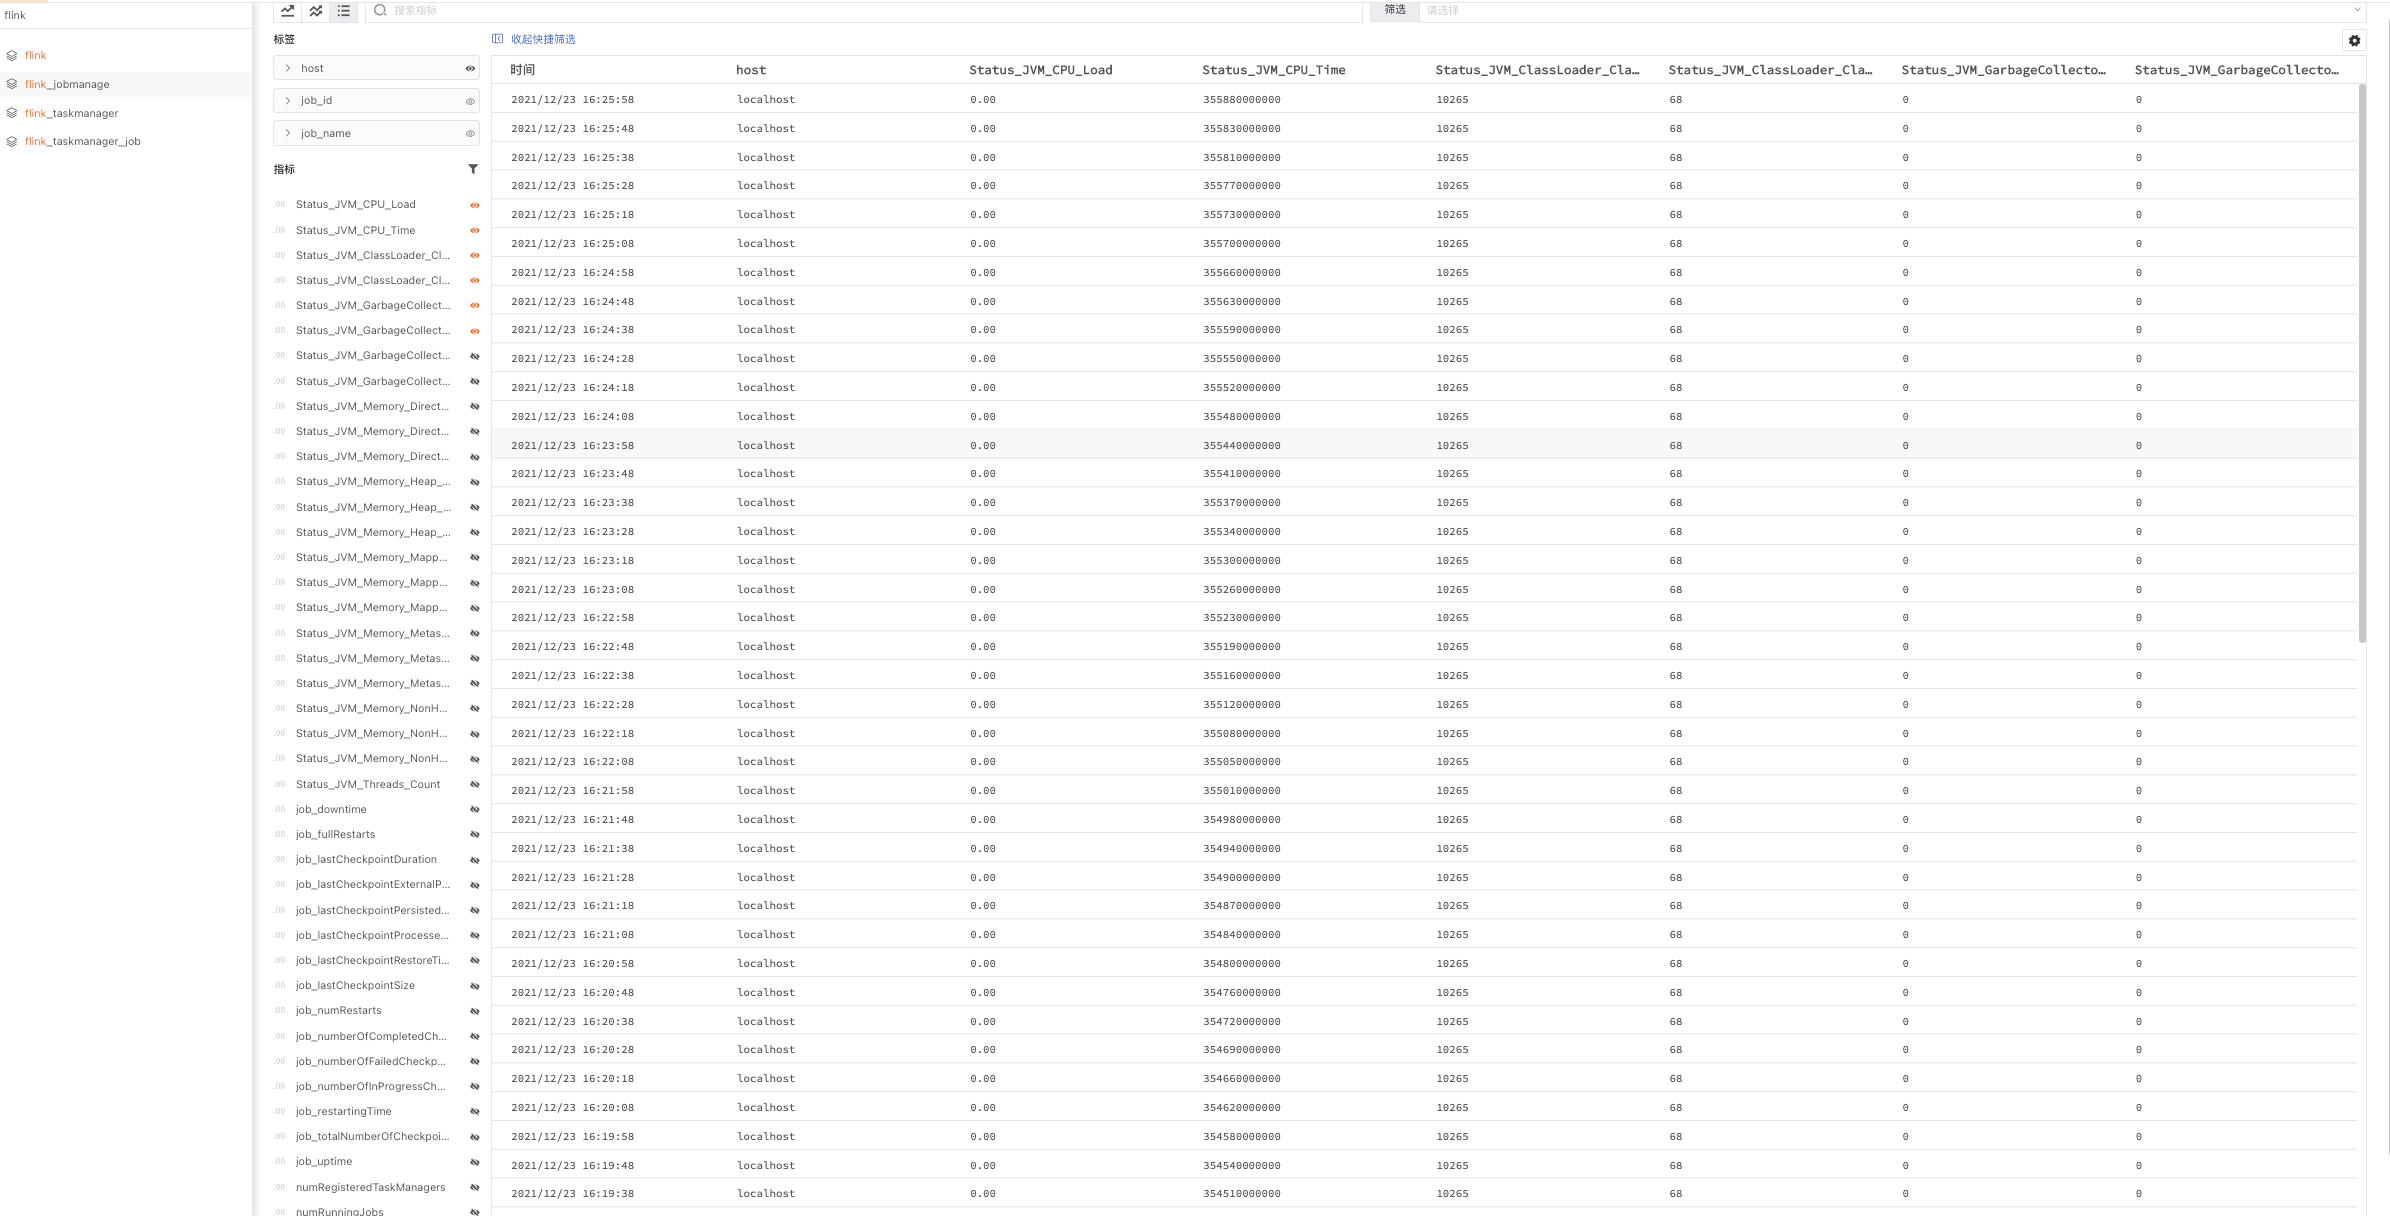 flink
flink
flink_jobmanage
flink_taskmanager
flink_taskmanager_job
搜索指标
筛选
请选择
标签
收起快捷筛选
host
job_id
job_name
指标
.00 Status_JVM_CPU_Load
.00 Status_JVM_CPU_Time
.00 Status_JVM_ClassLoader_Cl...
.00 Status_JVM_ClassLoader_Cl...
.00 Status_JVM_GarbageCollect...
.00 Status_JVM_GarbageCollect...
.00 Status_JVM_GarbageCollect...
.00 Status_JVM_GarbageCollect...
.00 Status_JVM_Memory_Direct...
.00 Status_JVM_Memory_Direct...
.00 Status_JVM_Memory_Direct...
.00 Status_JVM_Memory_Heap_...
.00 Status_JVM_Memory_Heap_...
.00 Status_JVM_Memory_Heap_...
.00 Status_JVM_Memory_Mapp...
.00 Status_JVM_Memory_Mapp...
.00 Status_JVM_Memory_Mapp...
.00 Status_JVM_Memory_Metas...
.00 Status_JVM_Memory_Metas...
.00 Status_JVM_Memory_Metas...
.00 Status_JVM_Memory_NonH...
.00 Status_JVM_Memory_NonH...
.00 Status_JVM_Memory_NonH...
.00 Status_JVM_Threads_Count
.00 job_downtime
.00 job_fullRestarts
.00 job_lastCheckpointDuration
.00 job_lastCheckpointExternalP...
.00 job_lastCheckpointPersisted...
.00 job_lastCheckpointProcesse...
.00 job_lastCheckpointRestoreTi...
.00 job_lastCheckpointSize
.00 job_numRestarts
.00 job_numberOfCompletedCh...
.00 job_numberOfFailedCheckp...
.00 job_numberOfInProgressCh...
.00 job_restartingTime
.00 job_totalNumberOfCheckpoi...
.00 job_uptime
.00 numRegisteredTaskManagers
.00 numRunningJobs
时间 host Status_JVM_CPU_Load Status_JVM_CPU_Time Status_JVM_ClassLoader_Cla... Status_JVM_ClassLoader_Cla... Status_JVM_GarbageCollecto... Status_JVM_GarbageCollecto...
2021/12/23 16:25:58 localhost 0.00 355880000000 10265 68 0 0
2021/12/23 16:25:48 localhost 0.00 355830000000 10265 68 0 0
2021/12/23 16:25:38 localhost 0.00 355810000000 10265 68 0 0
2021/12/23 16:25:28 localhost 0.00 355770000000 10265 68 0 0
2021/12/23 16:25:18 localhost 0.00 355730000000 10265 68 0 0
2021/12/23 16:25:08 localhost 0.00 355700000000 10265 68 0 0
2021/12/23 16:24:58 localhost 0.00 355660000000 10265 68 0 0
2021/12/23 16:24:48 localhost 0.00 355630000000 10265 68 0 0
2021/12/23 16:24:38 localhost 0.00 355590000000 10265 68 0 0
2021/12/23 16:24:28 localhost 0.00 355550000000 10265 68 0 0
2021/12/23 16:24:18 localhost 0.00 355520000000 10265 68 0 0
2021/12/23 16:24:08 localhost 0.00 355480000000 10265 68 0 0
2021/12/23 16:23:58 localhost 0.00 355440000000 10265 68 0 0
2021/12/23 16:23:48 localhost 0.00 355410000000 10265 68 0 0
2021/12/23 16:23:38 localhost 0.00 355370000000 10265 68 0 0
2021/12/23 16:23:28 localhost 0.00 355340000000 10265 68 0 0
2021/12/23 16:23:18 localhost 0.00 355300000000 10265 68 0 0
2021/12/23 16:23:08 localhost 0.00 355260000000 10265 68 0 0
2021/12/23 16:22:58 localhost 0.00 355230000000 10265 68 0 0
2021/12/23 16:22:48 localhost 0.00 355190000000 10265 68 0 0
2021/12/23 16:22:38 localhost 0.00 355160000000 10265 68 0 0
2021/12/23 16:22:28 localhost 0.00 355120000000 10265 68 0 0
2021/12/23 16:22:18 localhost 0.00 355080000000 10265 68 0 0
2021/12/23 16:22:08 localhost 0.00 355050000000 10265 68 0 0
2021/12/23 16:21:58 localhost 0.00 355010000000 10265 68 0 0
2021/12/23 16:21:48 localhost 0.00 354980000000 10265 68 0 0
2021/12/23 16:21:38 localhost 0.00 354940000000 10265 68 0 0
2021/12/23 16:21:28 localhost 0.00 354900000000 10265 68 0 0
2021/12/23 16:21:18 localhost 0.00 354870000000 10265 68 0 0
2021/12/23 16:21:08 localhost 0.00 354840000000 10265 68 0 0
2021/12/23 16:20:58 localhost 0.00 354800000000 10265 68 0 0
2021/12/23 16:20:48 localhost 0.00 354760000000 10265 68 0 0
2021/12/23 16:20:38 localhost 0.00 354720000000 10265 68 0 0
2021/12/23 16:20:28 localhost 0.00 354690000000 10265 68 0 0
2021/12/23 16:20:18 localhost 0.00 354660000000 10265 68 0 0
2021/12/23 16:20:08 localhost 0.00 354620000000 10265 68 0 0
2021/12/23 16:19:58 localhost 0.00 354580000000 10265 68 0 0
2021/12/23 16:19:48 localhost 0.00 354540000000 10265 68 0 0
2021/12/23 16:19:38 localhost 0.00 354510000000 10265 68 0 0